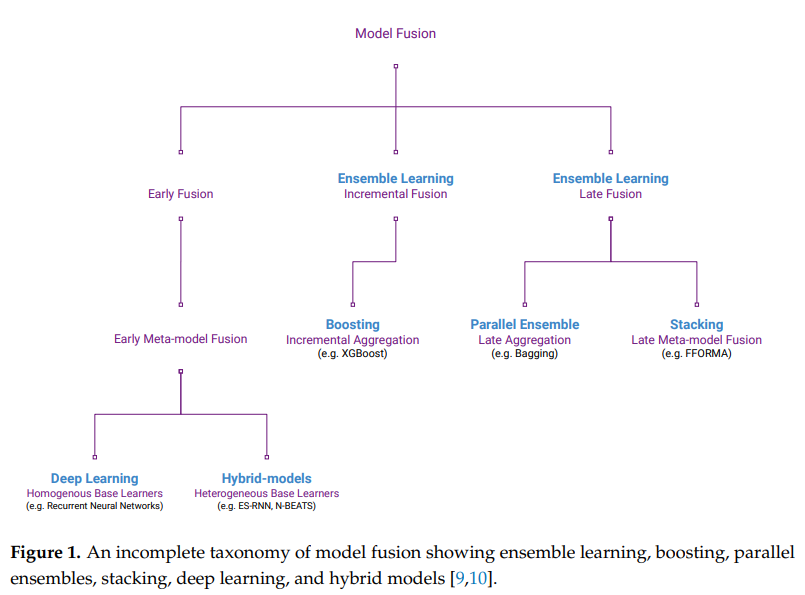 Model Fusion
Early Fusion
Ensemble Learning
Incremental Fusion
Ensemble Learning
Late Fusion
Early Meta-model Fusion
Boosting
Incremental Aggregation
(e.g. XGBoost)
Parallel Ensemble
Late Aggregation
(e.g. Bagging)
Stacking
Late Meta-model Fusion
(e.g. FFORMA)
Deep Learning
Homogenous Base Learners
(e.g. Recurrent Neural Networks)
Hybrid-models
Heterogeneous Base Learners
(e.g. ES-RNN, N-BEATS)
Figure 1. An incomplete taxonomy of model fusion showing ensemble learning, boosting, parallel
ensembles, stacking, deep learning, and hybrid models [9,10].